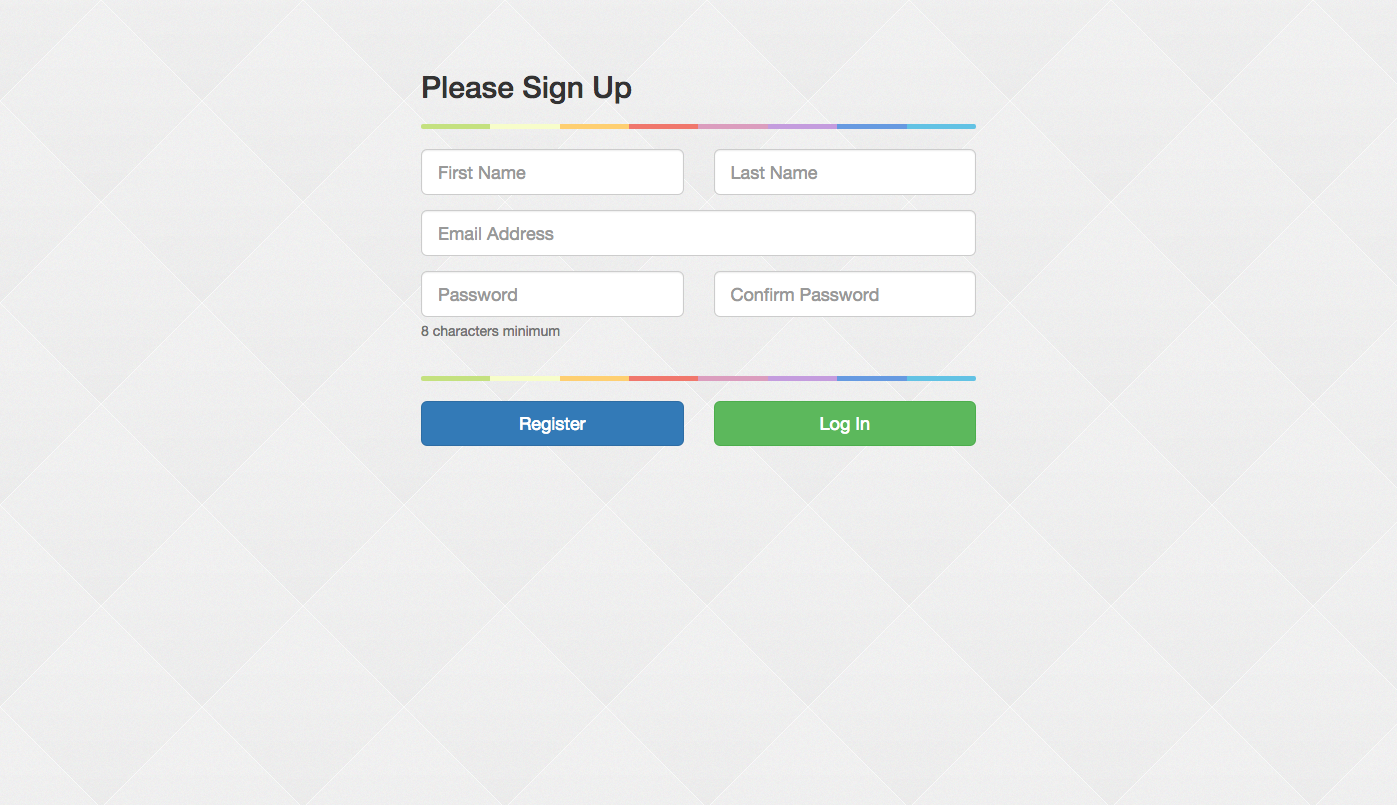 Please Sign Up
First Name Last Name
Email Address
Password Confirm Password
8 characters minimum
Register Log In